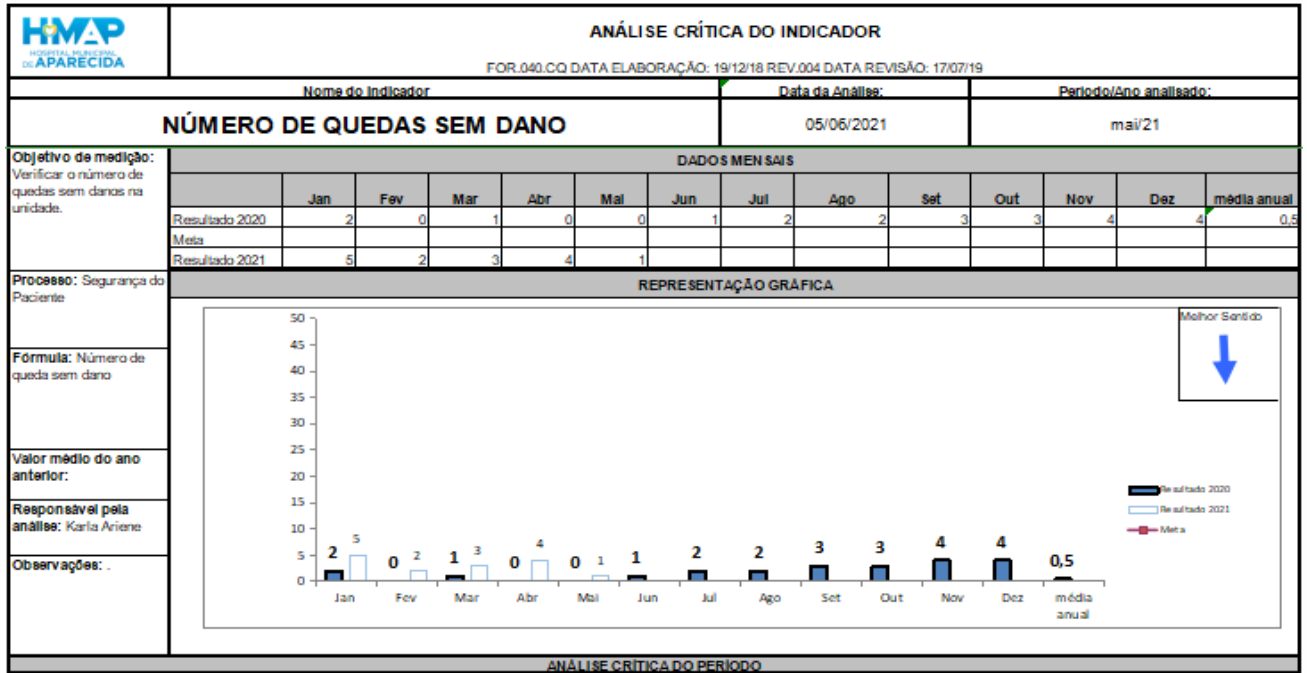 HMAP
HOSPITAL MUNICIPAL
DE APARECIDA
ANÁLISE CRÍTICA DO INDICADOR
FOR.040.CQ DATA ELABORAÇÃO: 19/12/18 REV.004 DATA REVISÃO: 17/07/19
Nome do Indicador Data da Análise: Periodo/Ano analisado:
NÚMERO DE QUEDAS SEM DANO 05/06/2021 mai/21
Objetivo de medição:
Verificar o número de
quedas sem danos na
unidade.
DADOS MENSAIS
Jan Fev Mar Abr Mai Jun Jul Ago Set Out Nov Dez média anual
Resultado 2020 2 0 1 0 0 1 2 2 3 3 4 4 0,5
Meta
Resultado 2021 5 2 3 4 1
Processo: Segurança do
Paciente
Fórmula: Número de
queda sem dano
Valor médio do ano
anterior:
Responsável pela
análise: Karla Ariene
Observações: .
REPRESENTAÇÃO GRÁFICA
Melhor Sentido
50
45
40
35
30
25
20
15
10
5
0
2 5 0 2 1 3 0 4 0 1 1 2 2 3 3 4 4 0,5
Jan Fev Mar Abr Mai Jun Jul Ago Set Out Nov Dez média
anual
Resultado 2020
Resultado 2021
Meta
ANÁLISE CRÍTICA DO PERÍODO